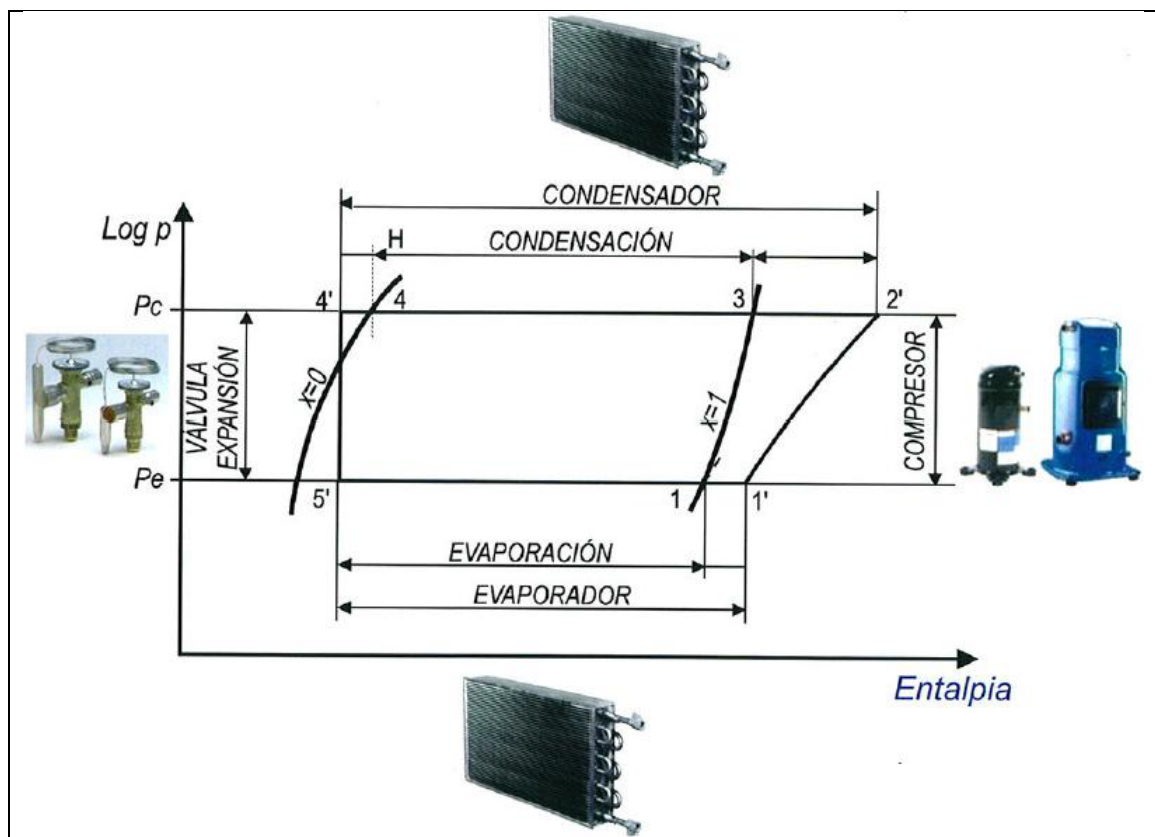 CONDENSADOR
Log p
H
CONDENSACIÓN
Pc
4'
4
3
2'
VALVULA
EXPANSIÓN
x=0
x=1
COMPRESOR
Pe
5'
1
1'
EVAPORACIÓN
EVAPORADOR
Entalpia